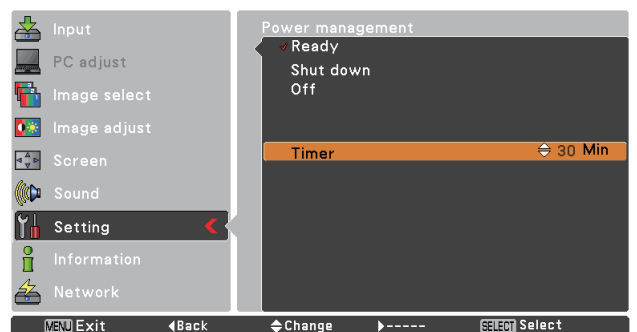 Input
PC adjust
Image select
Image adjust
Screen
Sound
Setting
Information
Network
Power management
Ready
Shut down
Off
Timer 30 Min
MENU Exit Back Change ----- SELECT Select